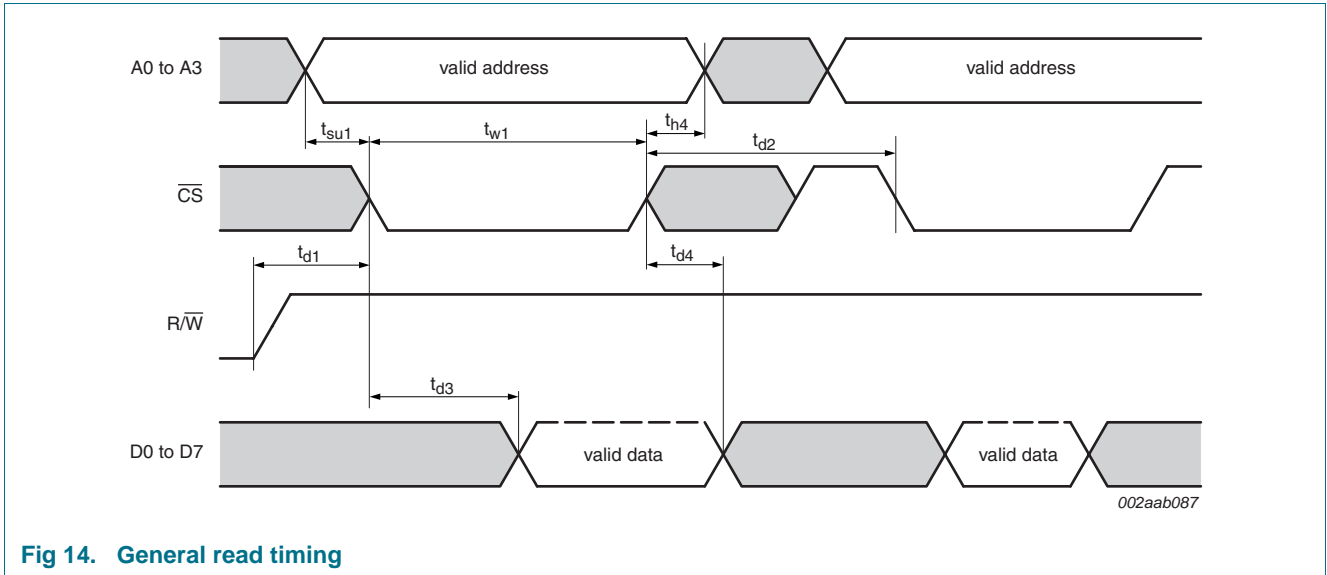 A0 to A3
valid address
valid address
tsu1
tw1
th4
td2
C̅S̅
td1
td4
R/W̅
td3
D0 to D7
valid data
valid data
002aab087
Fig 14. General read timing